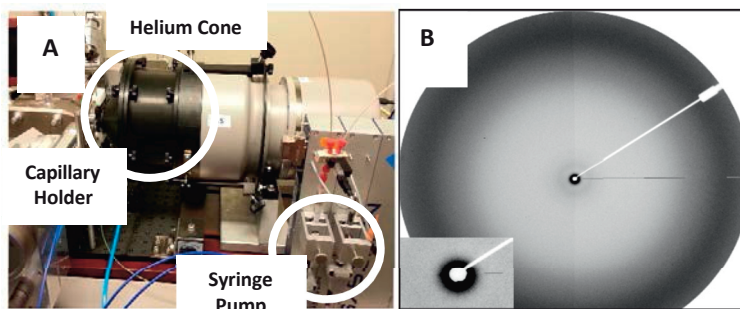 A
Helium Cone
Capillary
Holder
Syringe
Pump
B